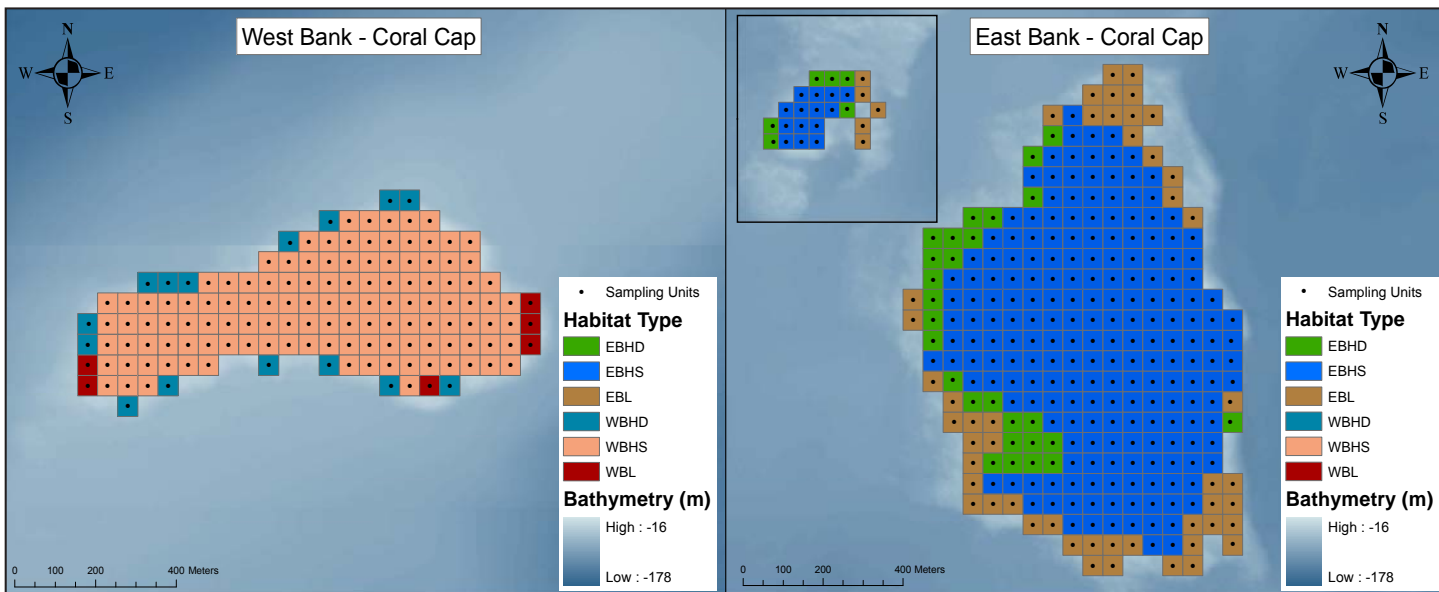 West Bank - Coral Cap
N
W E
S
Sampling Units
Habitat Type
EBHD
EBHS
EBL
WBHD
WBHS
WBL
Bathymetry (m)
High : -16
Low : -178
0 100 200 400 Meters
East Bank - Coral Cap
N
W E
S
Sampling Units
Habitat Type
EBHD
EBHS
EBL
WBHD
WBHS
WBL
Bathymetry (m)
High : -16
Low : -178
0 100 200 400 Meters